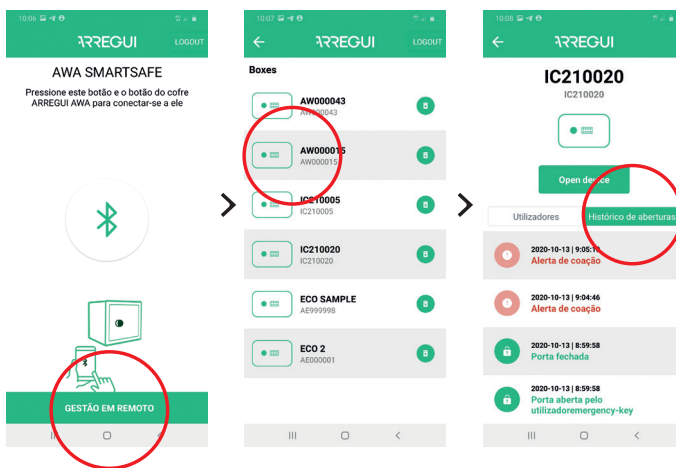 10:06
ARREGUI
LOGOUT
AWA SMARTSAFE
Pressione este botão e o botão do cofre
ARREGUI AWA para conectar-se a ele
GESTÃO EM REMOTO
10:07
ARREGUI
LOGOUT
Boxes
AW000043
AW000043
AW000015
AW000015
IC210005
IC210005
IC210020
IC210020
ECO SAMPLE
AE999998
ECO 2
AE000001
10:08
ARREGUI
IC210020
IC210020
Open device
Utilizadores
Histórico de aberturas
2020-10-13 | 9:05:10
Alerta de coação
2020-10-13 | 9:04:46
Alerta de coação
2020-10-13 | 8:59:58
Porta fechada
2020-10-13 | 8:59:58
Porta aberta pelo
utilizadoremergency-key